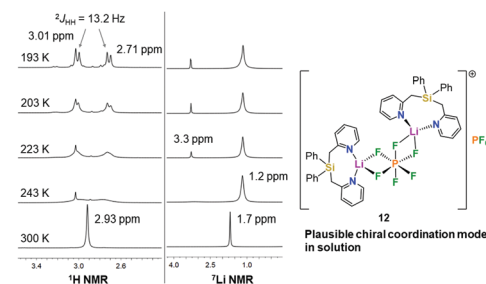 ²J_HH = 13.2 Hz
3.01 ppm
2.71 ppm
193 K
203 K
223 K
3.3 ppm
243 K
1.2 ppm
300 K
2.93 ppm
1.7 ppm
3.4 3.0 2.6
4.0 2.5 1.0
¹H NMR
⁷Li NMR
⊕
Ph
Ph
Si
N
N
Li
Ph
Ph
Si
N
N
Li
F
F
F
F
P
F
F
PF
12
Plausible chiral coordination mode
in solution